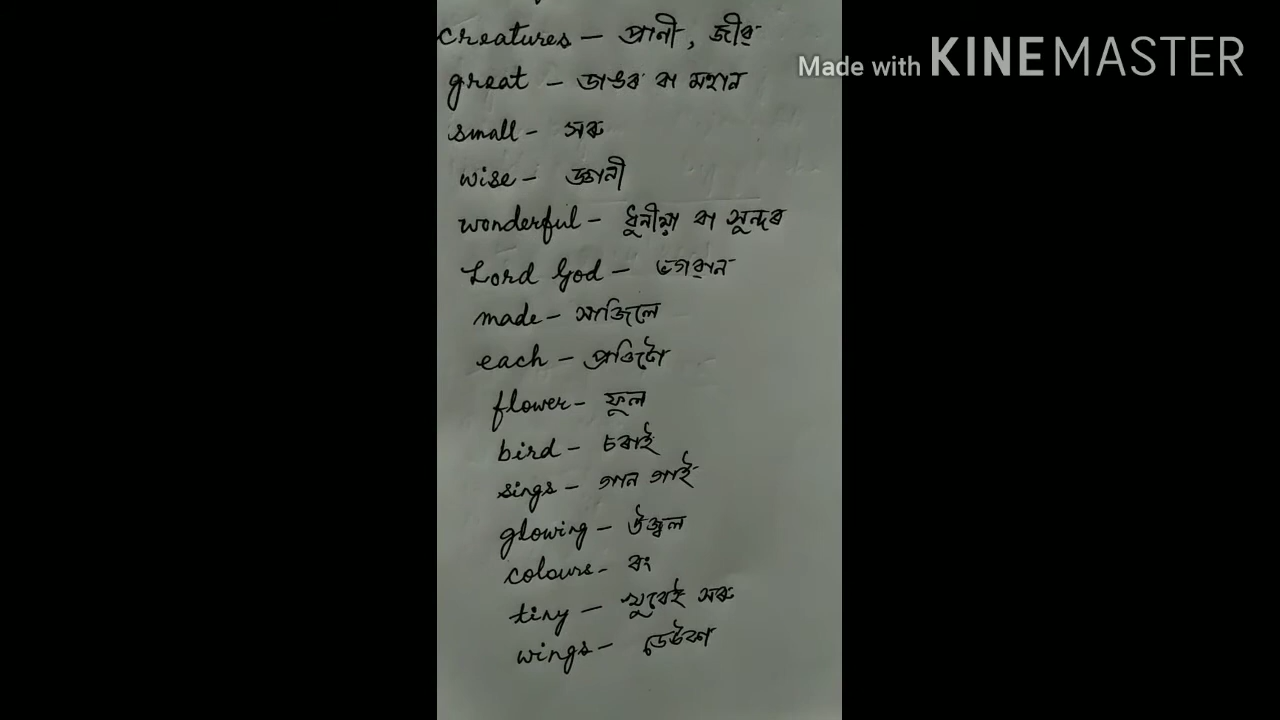 Made with KINEMASTER
creatures – প্ৰানী, জীৱ
great – ডাঙৰ বা মহান
small – সৰু
wise – জ্ঞানী
wonderful – ধুনীয়া বা সুন্দৰ
Lord God – ভগৱান
made – সাজিলে
each – প্ৰতিটো
flower – ফুল
bird – চৰাই
sings – গান গাই
glowing – উজ্বল
colours – ৰং
tiny – খুবেই সৰু
wings – ডেউকা